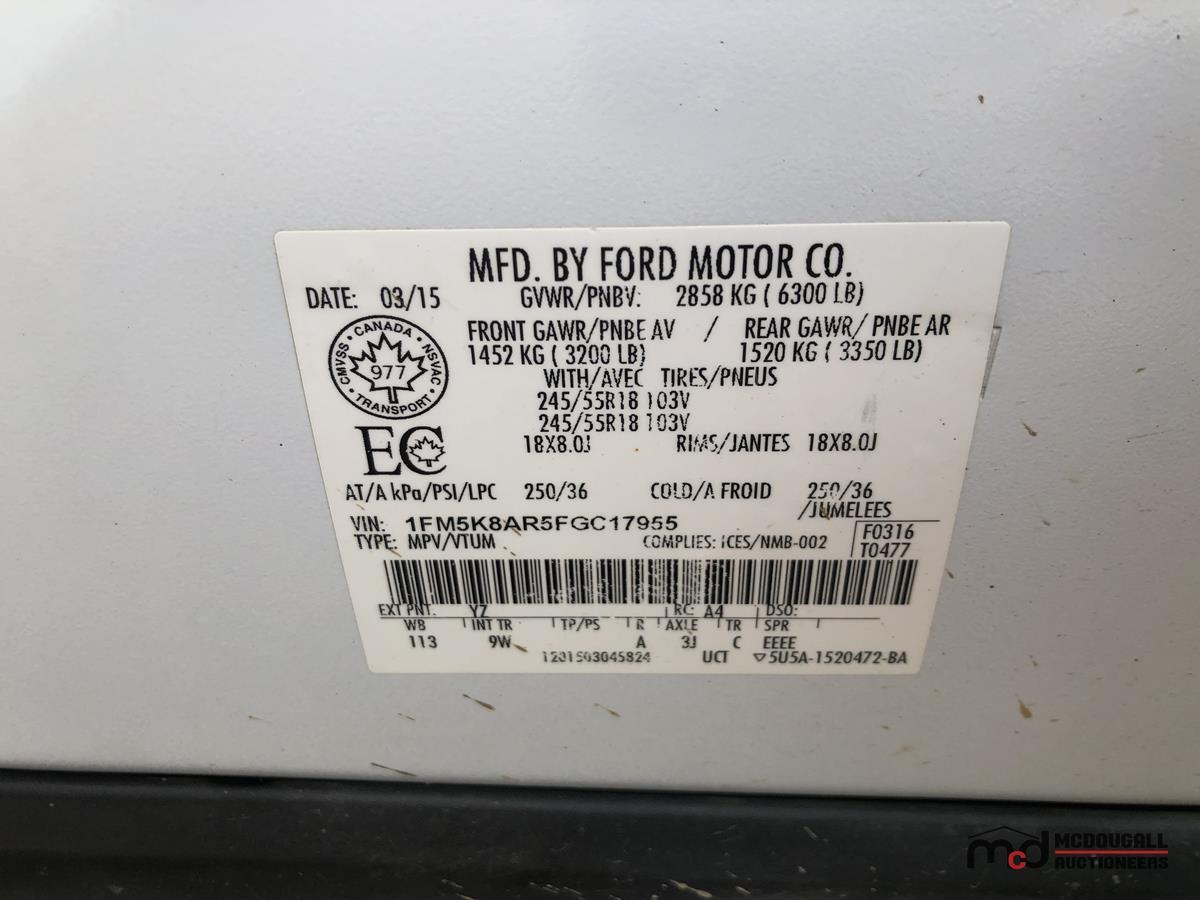 MFD. BY FORD MOTOR CO.
DATE: 03/15 GVWR/PNBV: 2858 KG ( 6300 LB)
FRONT GAWR/PNBE AV / REAR GAWR/ PNBE AR
1452 KG ( 3200 LB) 1520 KG ( 3350 LB)
WITH/AVEC TIRES/PNEUS
245/55R18 103V
245/55R18 103V
18X8.0J RIMS/JANTES 18X8.0J
CANADA
CMVSS NSVAC
977
TRANSPORT
EC
AT/A kPa/PSI/LPC 250/36 COLD/A FROID 250/36
/JUMELEES
VIN: 1FM5K8AR5FGC17955
TYPE: MPV/VTUM COMPLIES: ICES/NMB-002
F0316
T0477
EXT PNT: YZ RC: A4 DSO:
WB INT TR TP/PS R AXLE TR SPR
113 9W A 3J C EEEE
1201503045824 UCT ▽5U5A-1520472-BA
mcd MCDOUGALL
AUCTIONEERS